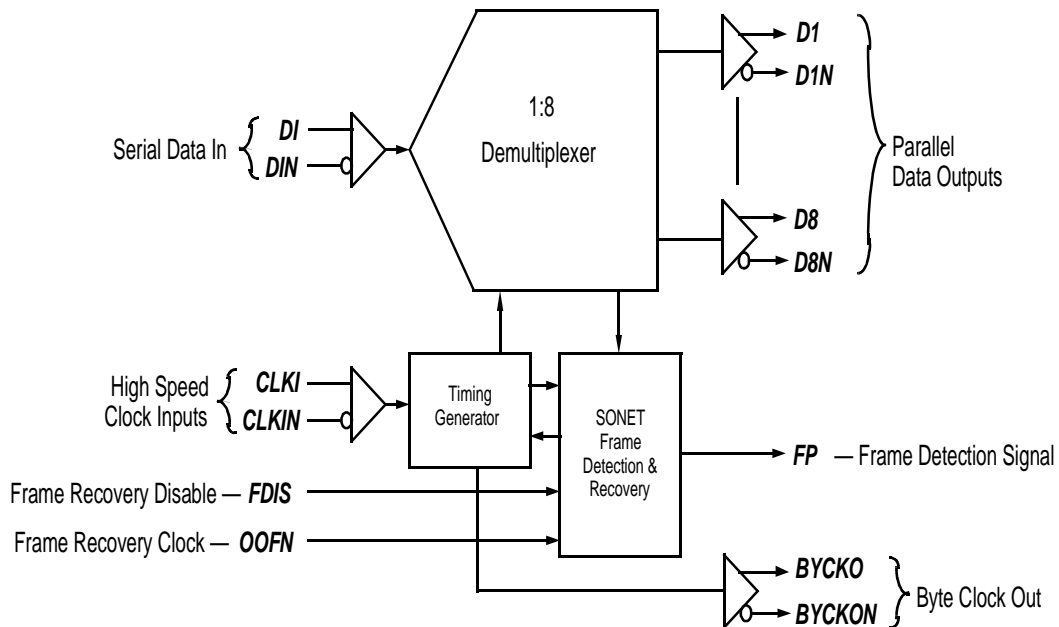 D1
D1N
1:8
Demultiplexer
Serial Data In
DI
DIN
Parallel
Data Outputs
D8
D8N
High Speed
Clock Inputs
CLKI
CLKIN
Timing
Generator
SONET
Frame
Detection &
Recovery
FP — Frame Detection Signal
Frame Recovery Disable — FDIS
Frame Recovery Clock — OOFN
BYCKO
BYCKON
Byte Clock Out